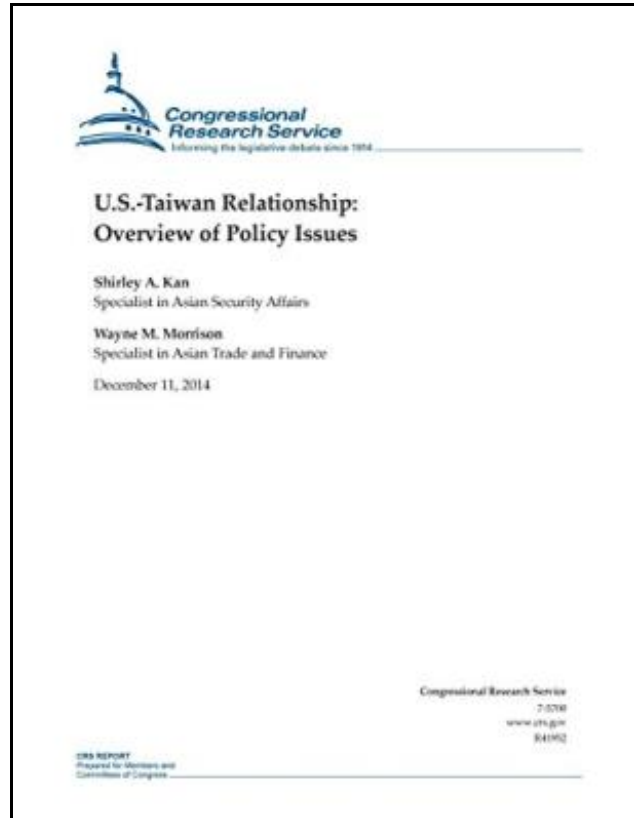 Congressional
Research Service
Informing the legislative debate since 1914
U.S.-Taiwan Relationship:
Overview of Policy Issues
Shirley A. Kan
Specialist in Asian Security Affairs
Wayne M. Morrison
Specialist in Asian Trade and Finance
December 11, 2014
Congressional Research Service
7-5700
www.crs.gov
R41952
CRS REPORT
Prepared for Members and
Committees of Congress